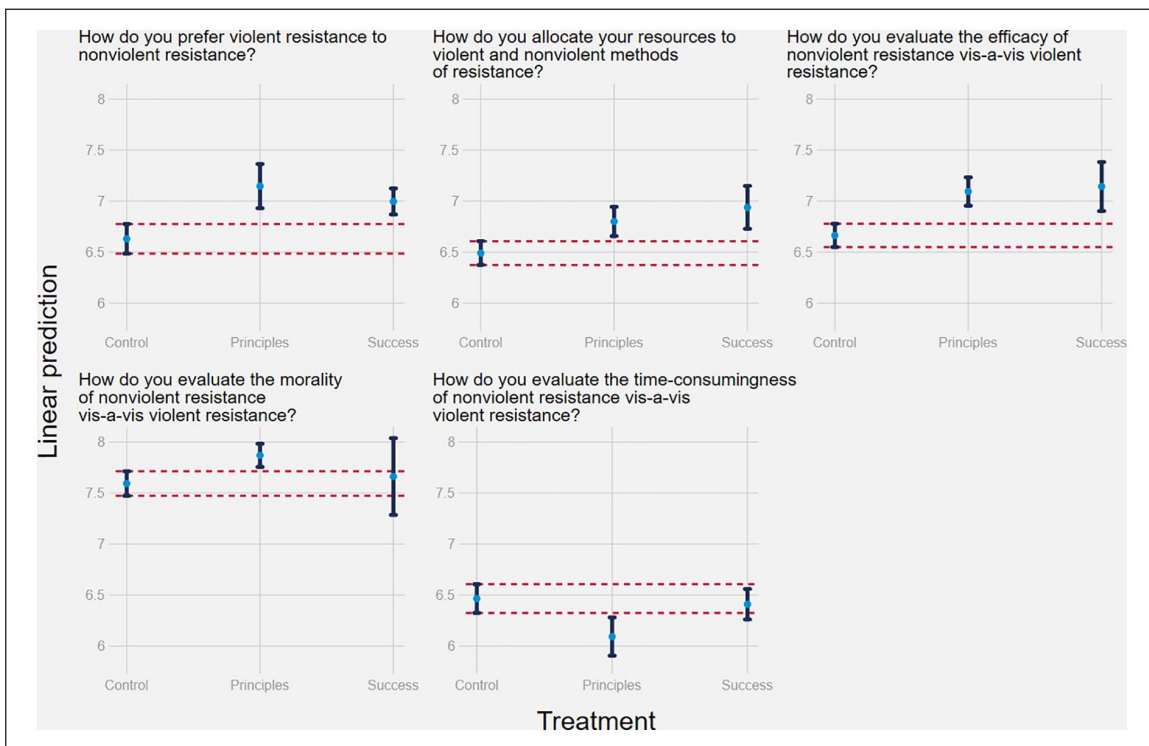 How do you prefer violent resistance to
nonviolent resistance?
8
7.5
7
6.5
6
Control Principles Success
How do you allocate your resources to
violent and nonviolent methods
of resistance?
8
7.5
7
6.5
6
Control Principles Success
How do you evaluate the efficacy of
nonviolent resistance vis-a-vis violent
resistance?
8
7.5
7
6.5
6
Control Principles Success
Linear prediction
How do you evaluate the morality
of nonviolent resistance
vis-a-vis violent resistance?
8
7.5
7
6.5
6
Control Principles Success
How do you evaluate the time-consumingness
of nonviolent resistance vis-a-vis
violent resistance?
8
7.5
7
6.5
6
Control Principles Success
Treatment